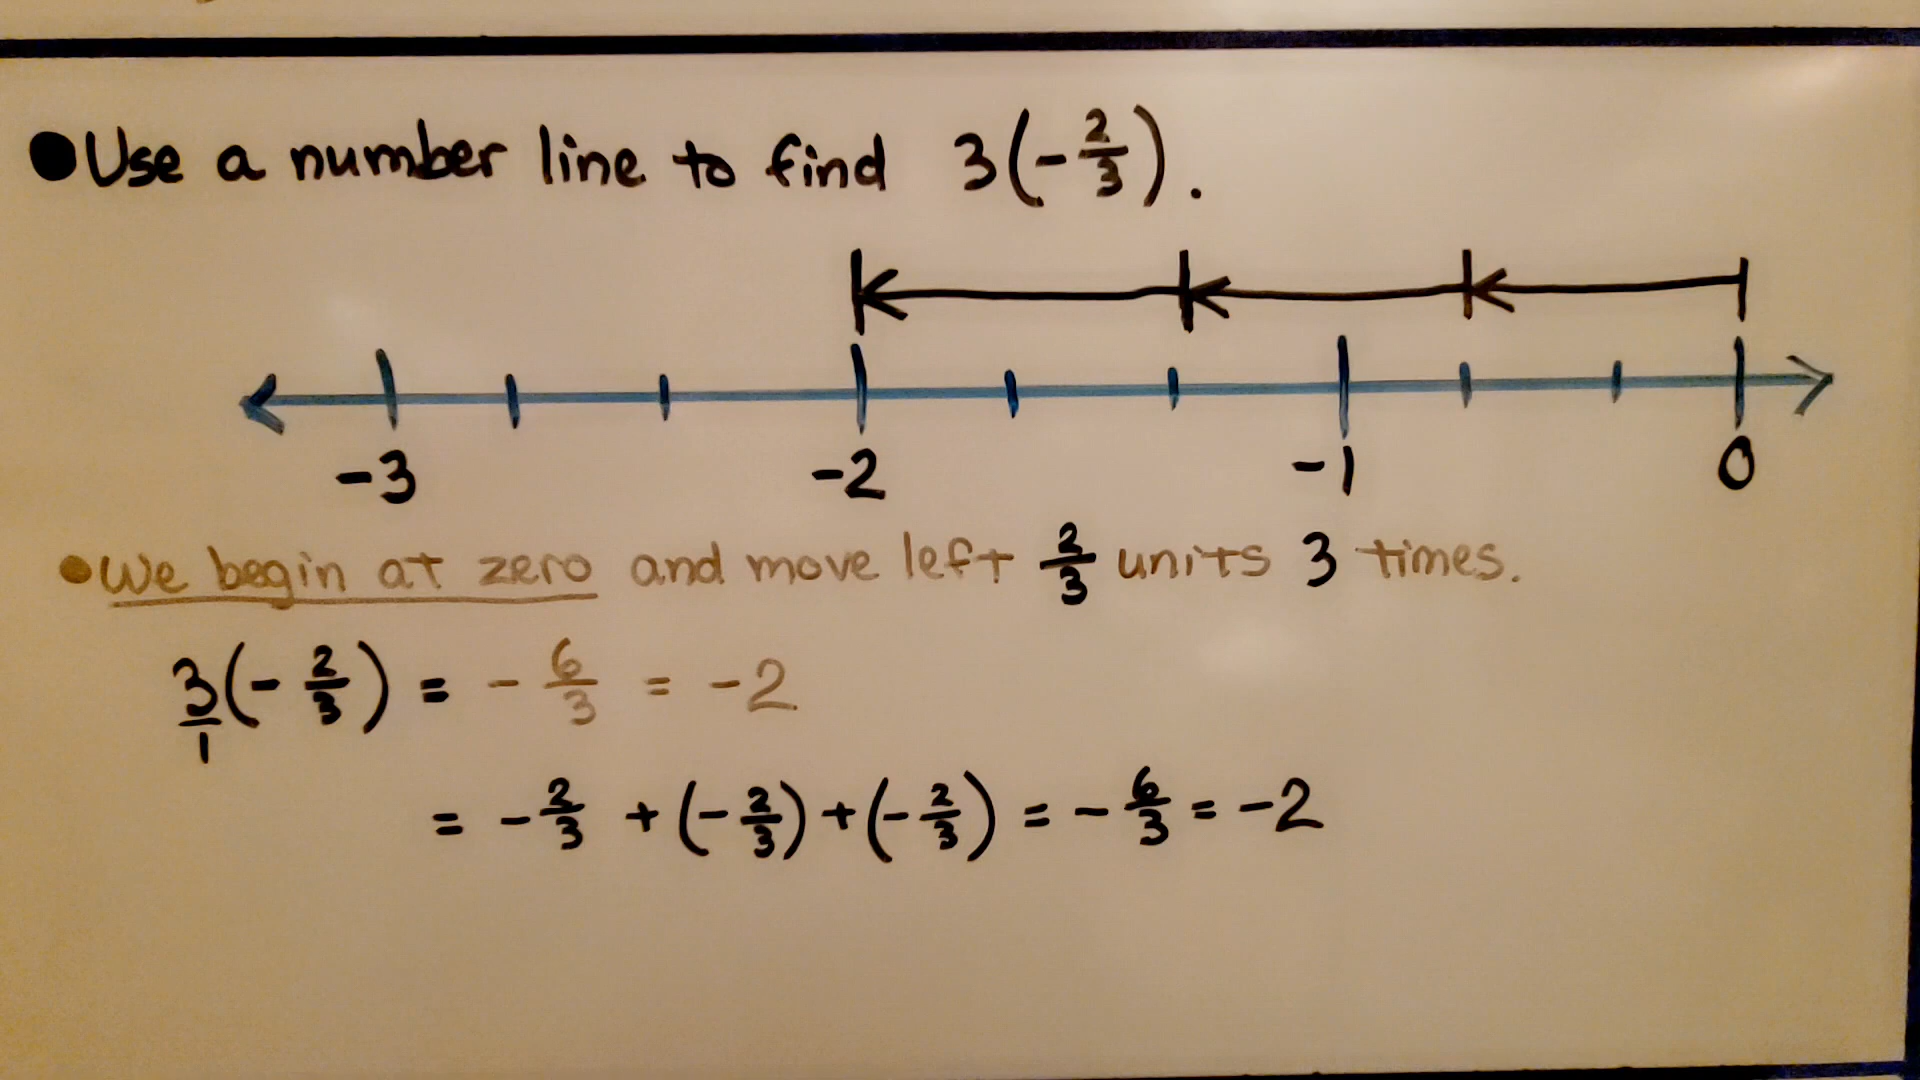 ●Use a number line to find 3(-2/3).
-3 -2 -1 0
●We begin at zero and move left 2/3 units 3 times.
3/1(-2/3) = -6/3 = -2
= -2/3 + (-2/3) + (-2/3) = -6/3 = -2